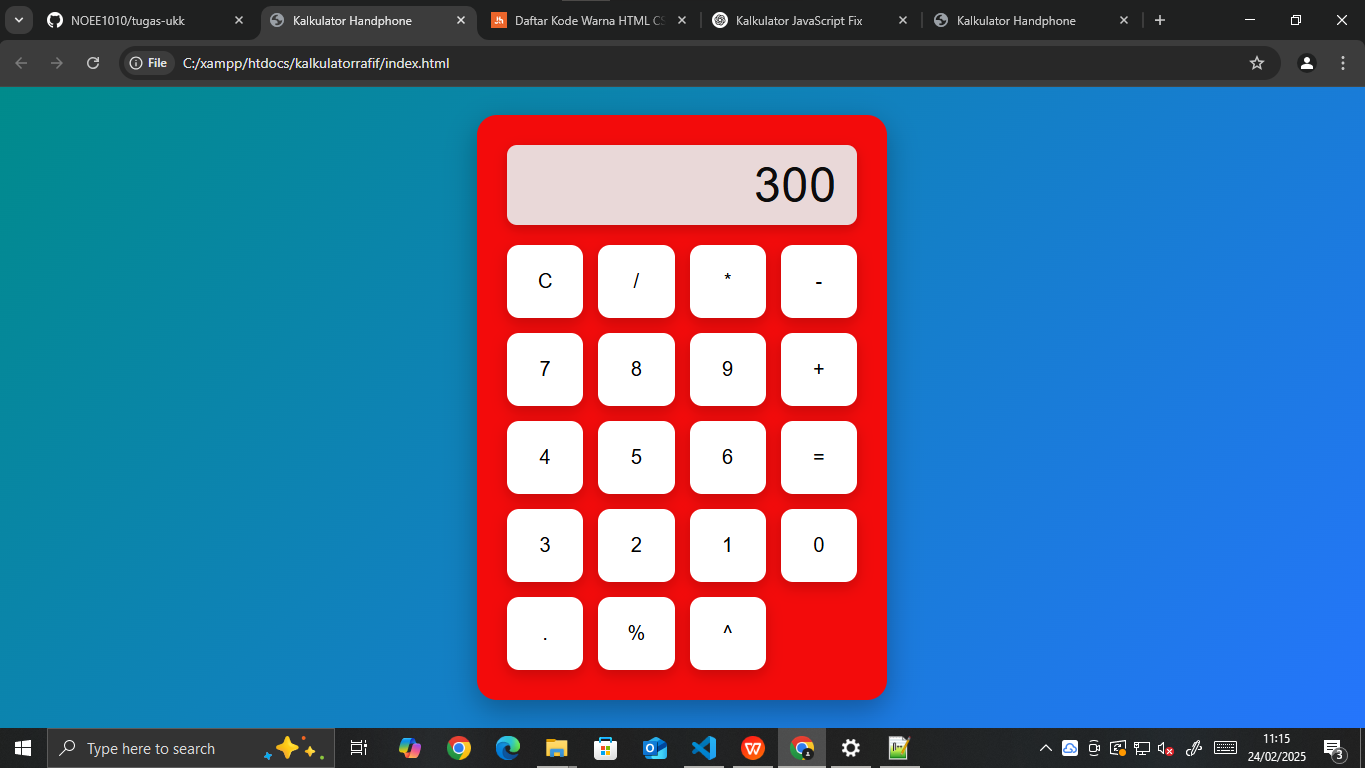 NOEE1010/tugas-ukk
Kalkulator Handphone
Daftar Kode Warna HTML CS
Kalkulator JavaScript Fix
Kalkulator Handphone
File
C:/xampp/htdocs/kalkulatorrafif/index.html
300
C / * -
7 8 9 +
4 5 6 =
3 2 1 0
. % ^
Type here to search
11:15
24/02/2025
3